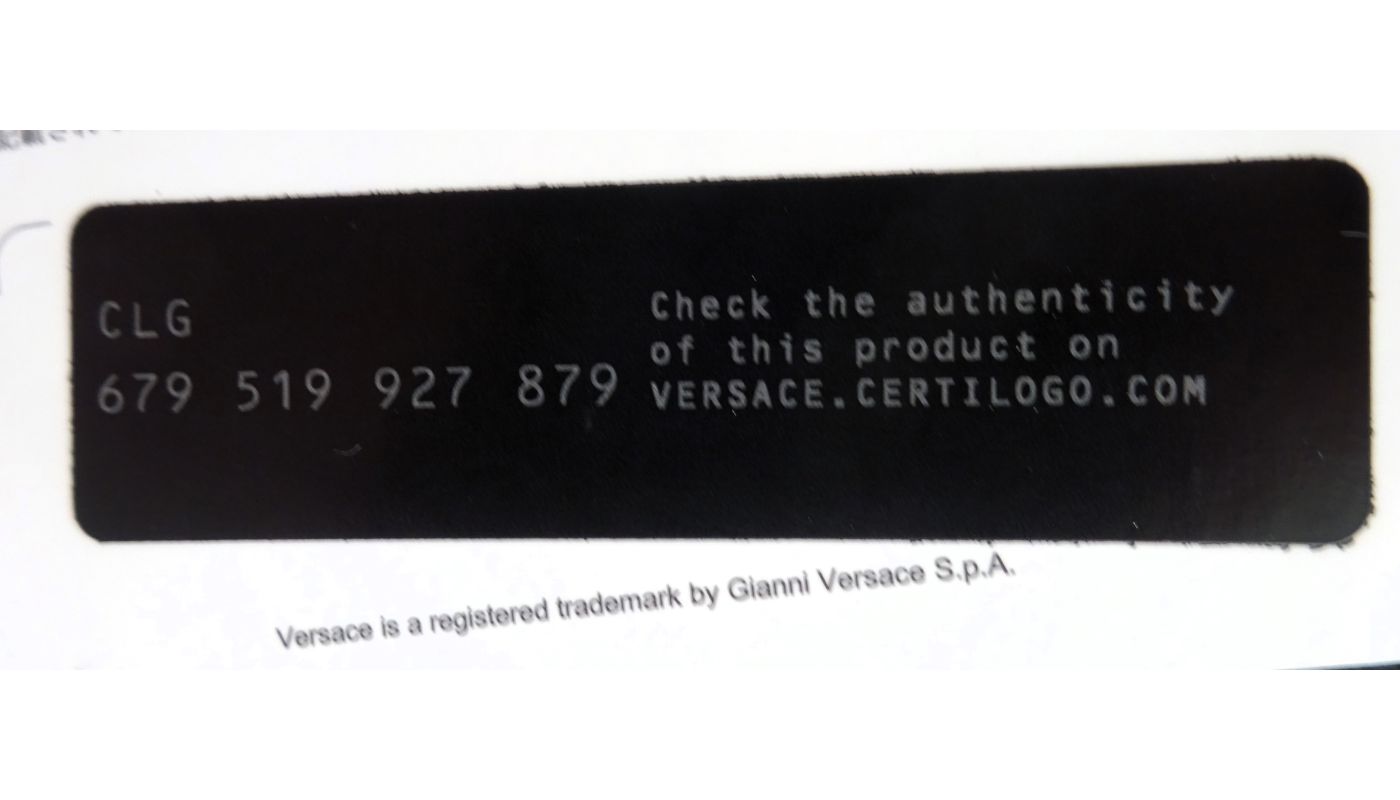 CLG
679 519 927 879
Check the authenticity
of this product on
VERSACE.CERTILOGO.COM
Versace is a registered trademark by Gianni Versace S.p.A.